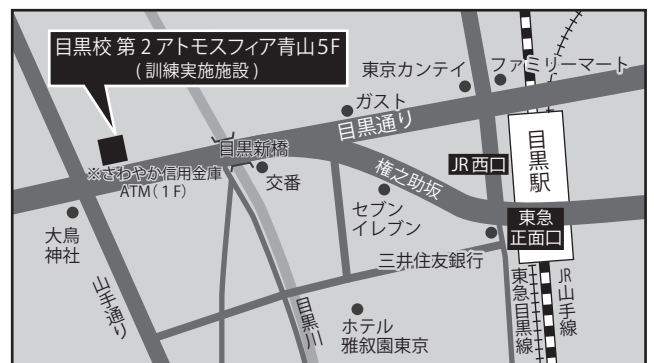 目黒校 第2アトモスフィア青山5F
(訓練実施施設)
東京カンテイ
ファミリーマート
ガスト
目黒通り
目黒駅
目黒新橋
JR西口
※さわやか信用金庫
ATM(1F)
交番
権之助坂
セブン
イレブン
東急
正面口
大鳥
神社
三井住友銀行
山手通り
目黒川
ホテル
雅叙園東京
東急目黒線
JR山手線